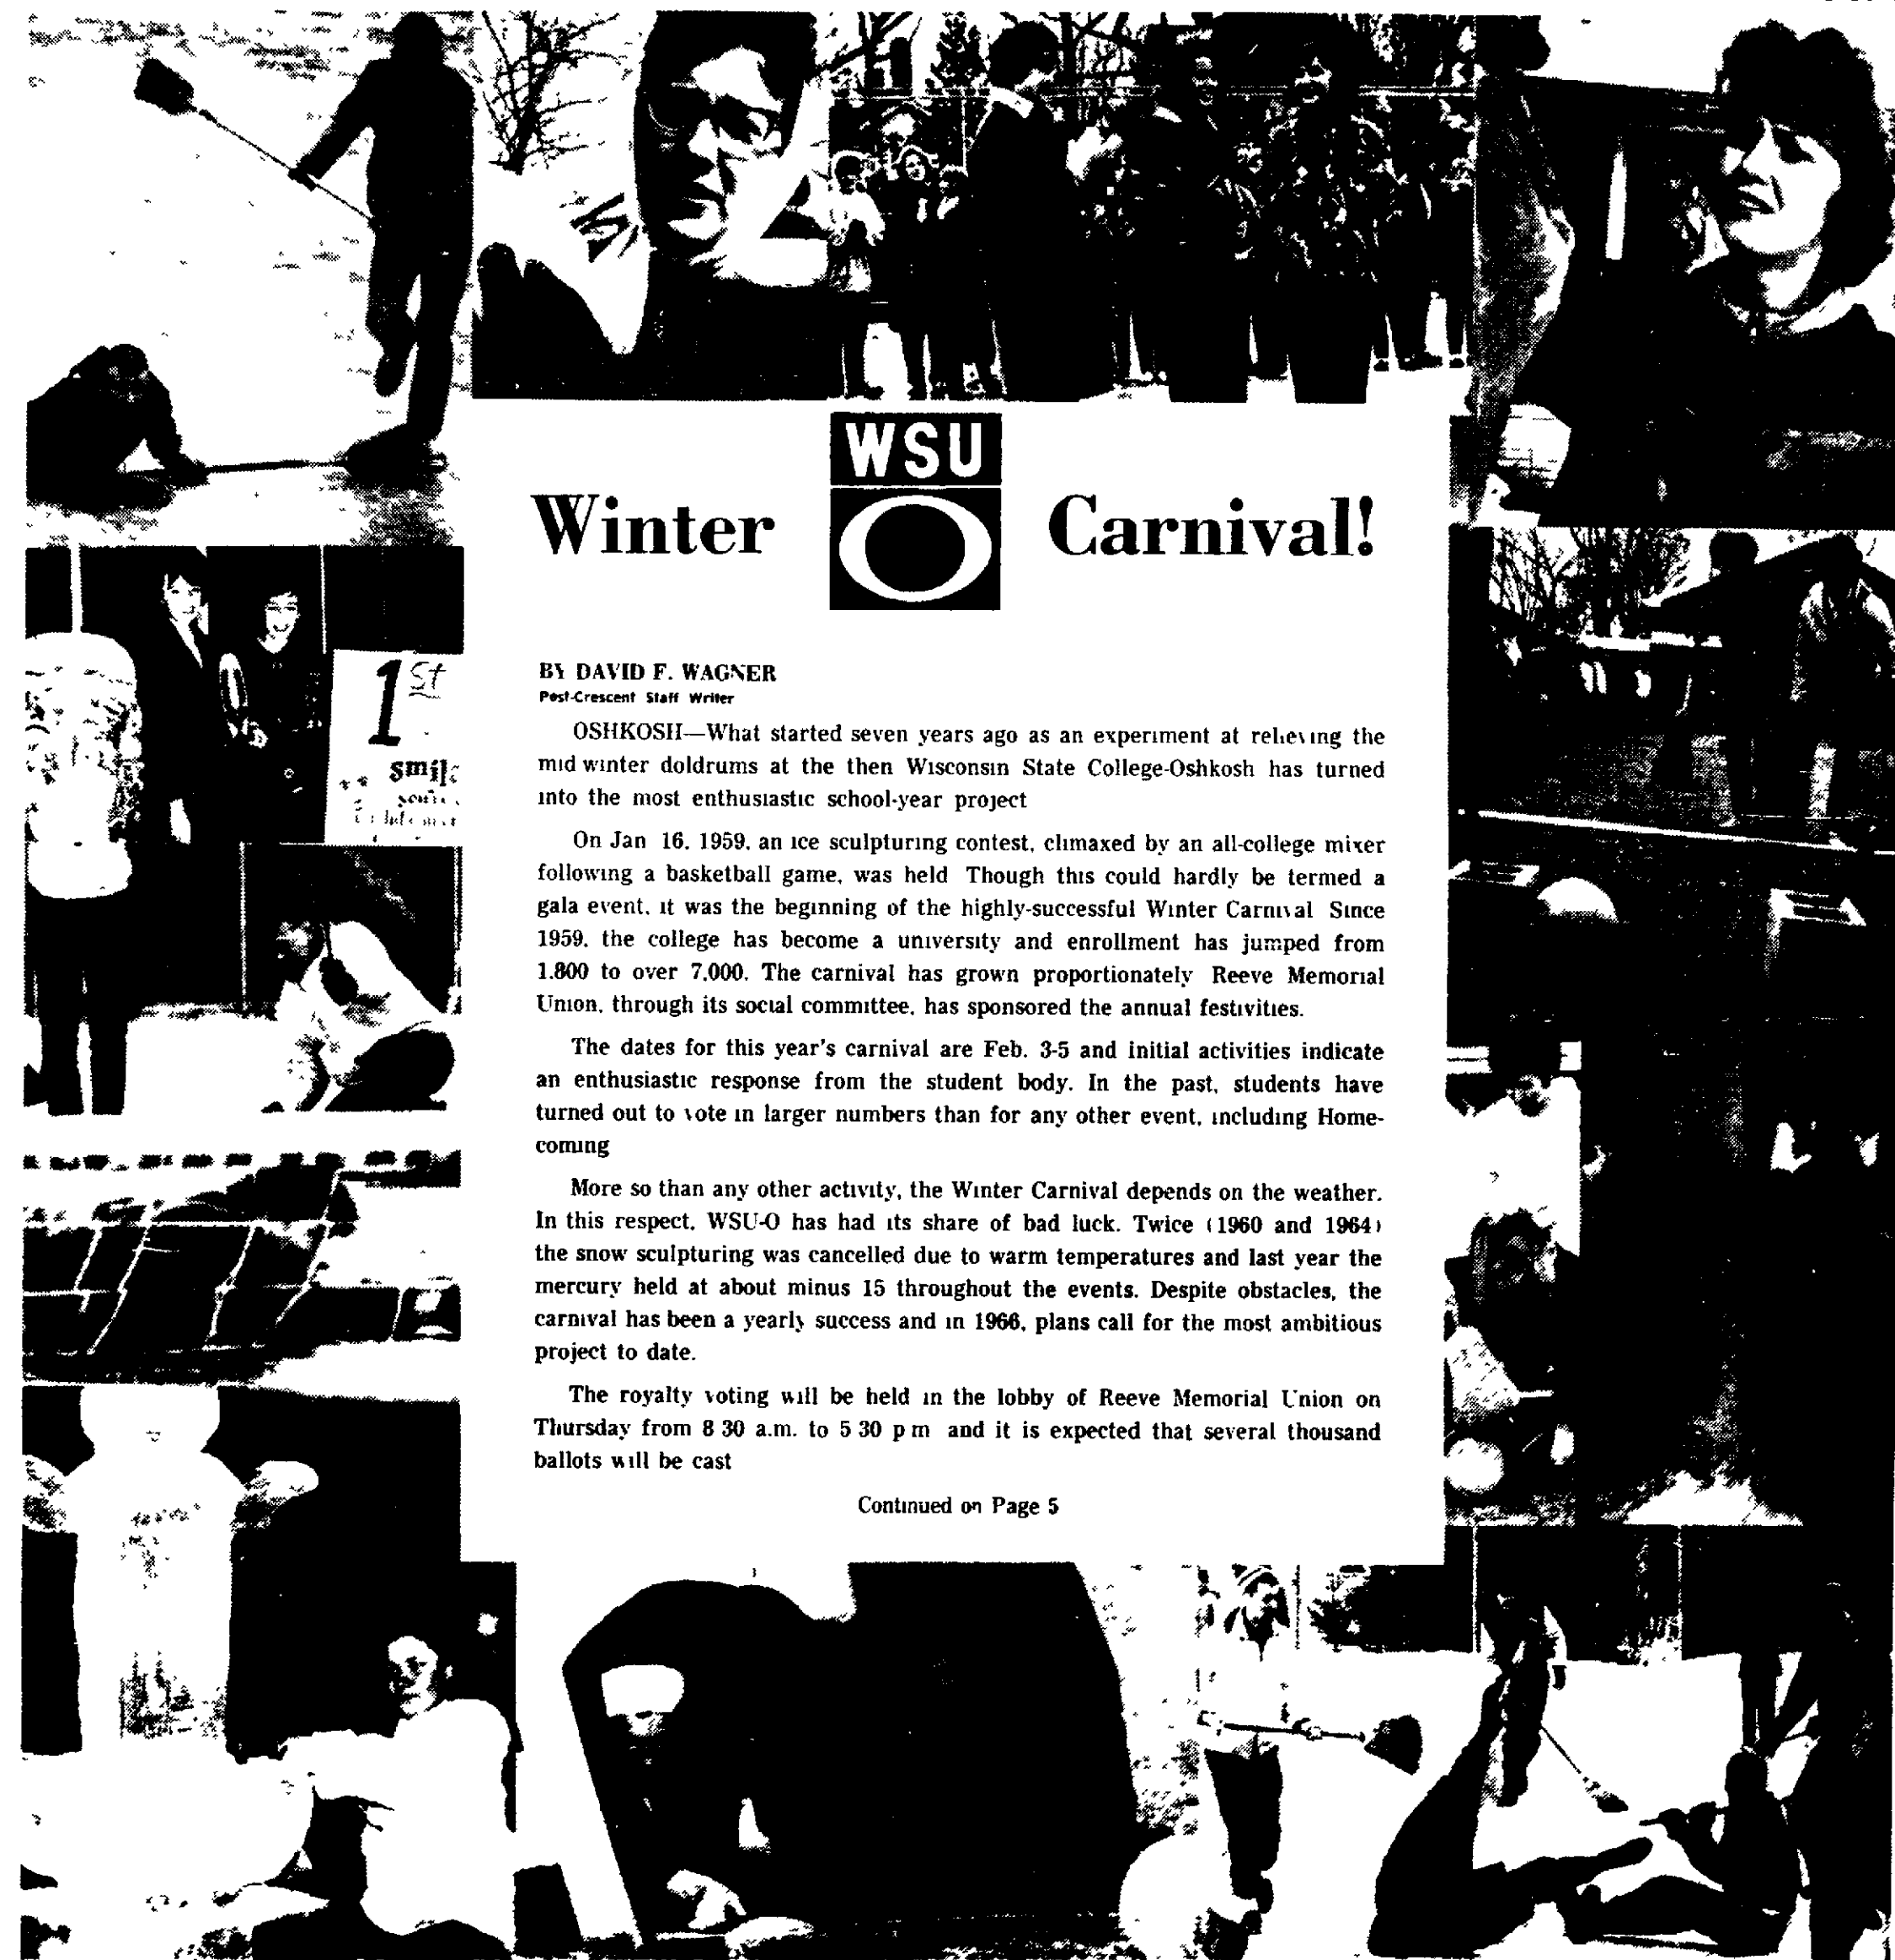 WSU
Winter Carnival!
1st
smile
BY DAVID F. WAGNER
Post-Crescent Staff Writer
OSHKOSH—What started seven years ago as an experiment at relieving the
mid winter doldrums at the then Wisconsin State College-Oshkosh has turned
into the most enthusiastic school-year project
On Jan 16, 1959, an ice sculpturing contest, climaxed by an all-college mixer
following a basketball game, was held Though this could hardly be termed a
gala event, it was the beginning of the highly-successful Winter Carnival Since
1959, the college has become a university and enrollment has jumped from
1,800 to over 7,000. The carnival has grown proportionately Reeve Memorial
Union, through its social committee, has sponsored the annual festivities.
The dates for this year's carnival are Feb. 3-5 and initial activities indicate
an enthusiastic response from the student body. In the past, students have
turned out to vote in larger numbers than for any other event, including Home-
coming
More so than any other activity, the Winter Carnival depends on the weather.
In this respect, WSU-O has had its share of bad luck. Twice (1960 and 1964)
the snow sculpturing was cancelled due to warm temperatures and last year the
mercury held at about minus 15 throughout the events. Despite obstacles, the
carnival has been a yearly success and in 1966, plans call for the most ambitious
project to date.
The royalty voting will be held in the lobby of Reeve Memorial Union on
Thursday from 8 30 a.m. to 5 30 p m and it is expected that several thousand
ballots will be cast
Continued on Page 5